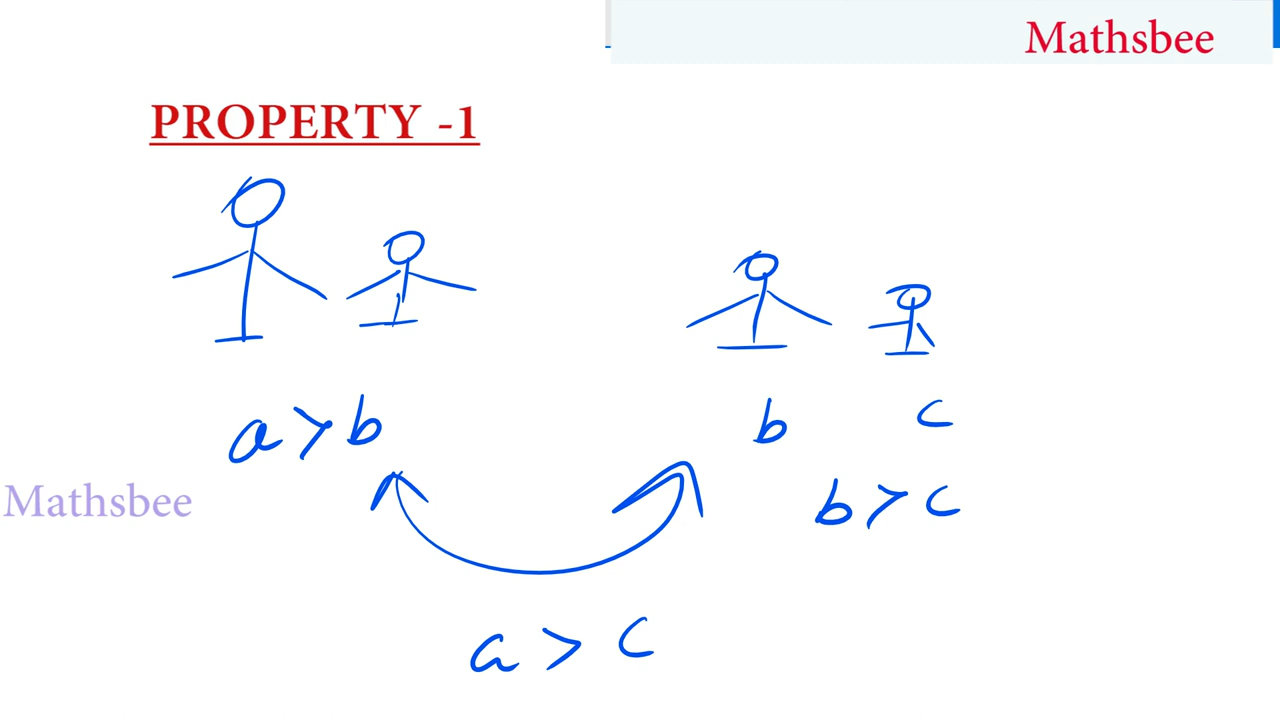 Mathsbee
PROPERTY -1
a > b
b c
Mathsbee
b > c
a > c